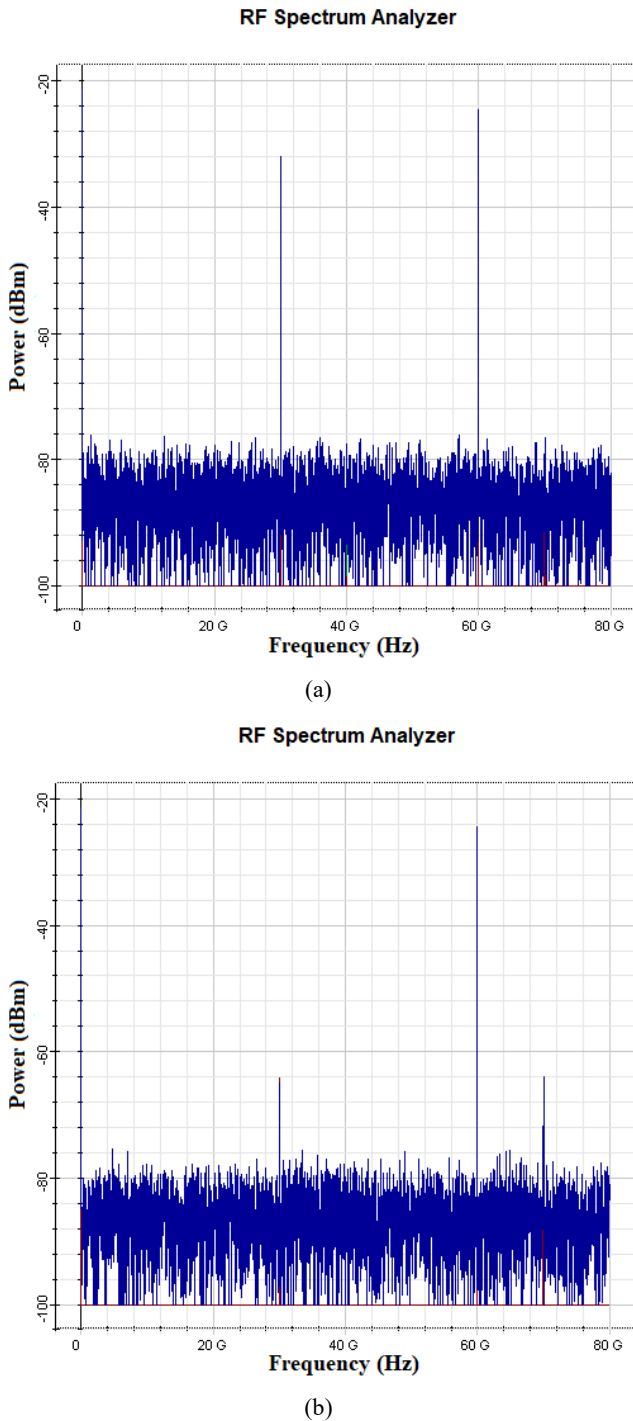 RF Spectrum Analyzer
-20
-40
-60
-80
-100
Power (dBm)
0 20 G 40 G 60 G 80 G
Frequency (Hz)
(a)
RF Spectrum Analyzer
-20
-40
-60
-80
-100
Power (dBm)
0 20 G 40 G 60 G 80 G
Frequency (Hz)
(b)